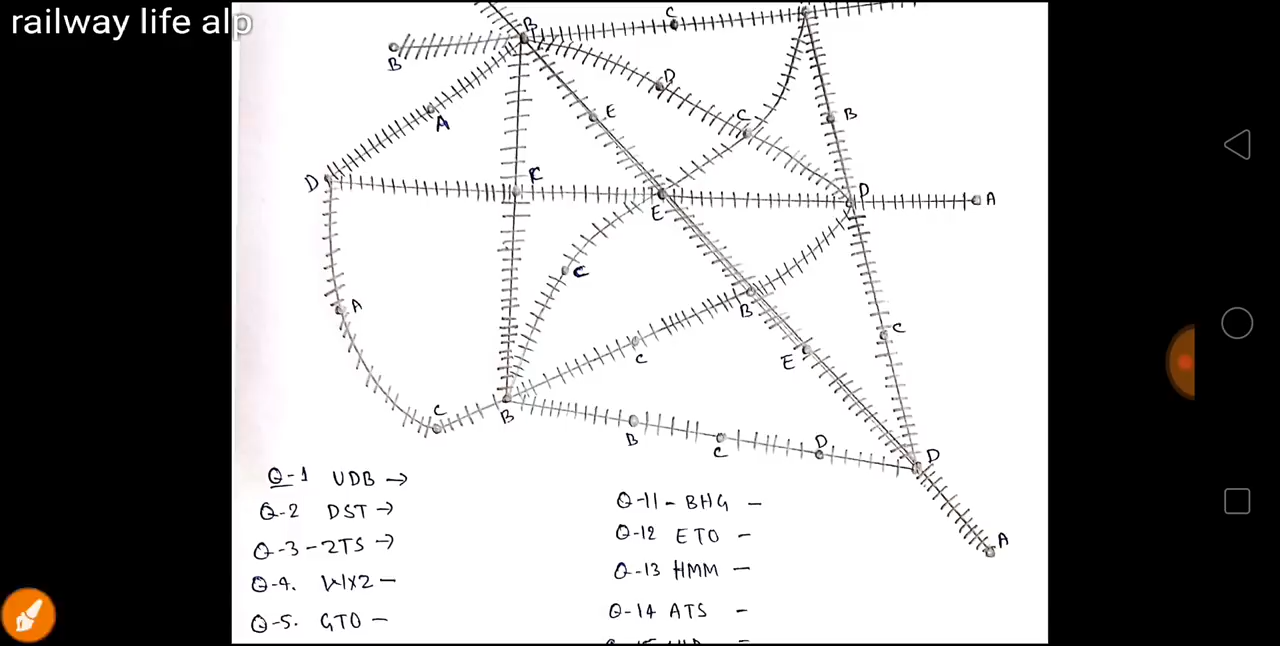 railway life alp
C
B
B
D
A
E
C
B
D
K
E
D
A
C
A
B
C
E
C
C
B
B
C
D
D
A
Q-1 UDB →
Q-2 DST →
Q-3 - 2TS →
Q-4. WX2 -
Q-5. GTO -
Q-11 - BHG -
Q-12 ETO -
Q-13 HMM -
Q-14 ATS -